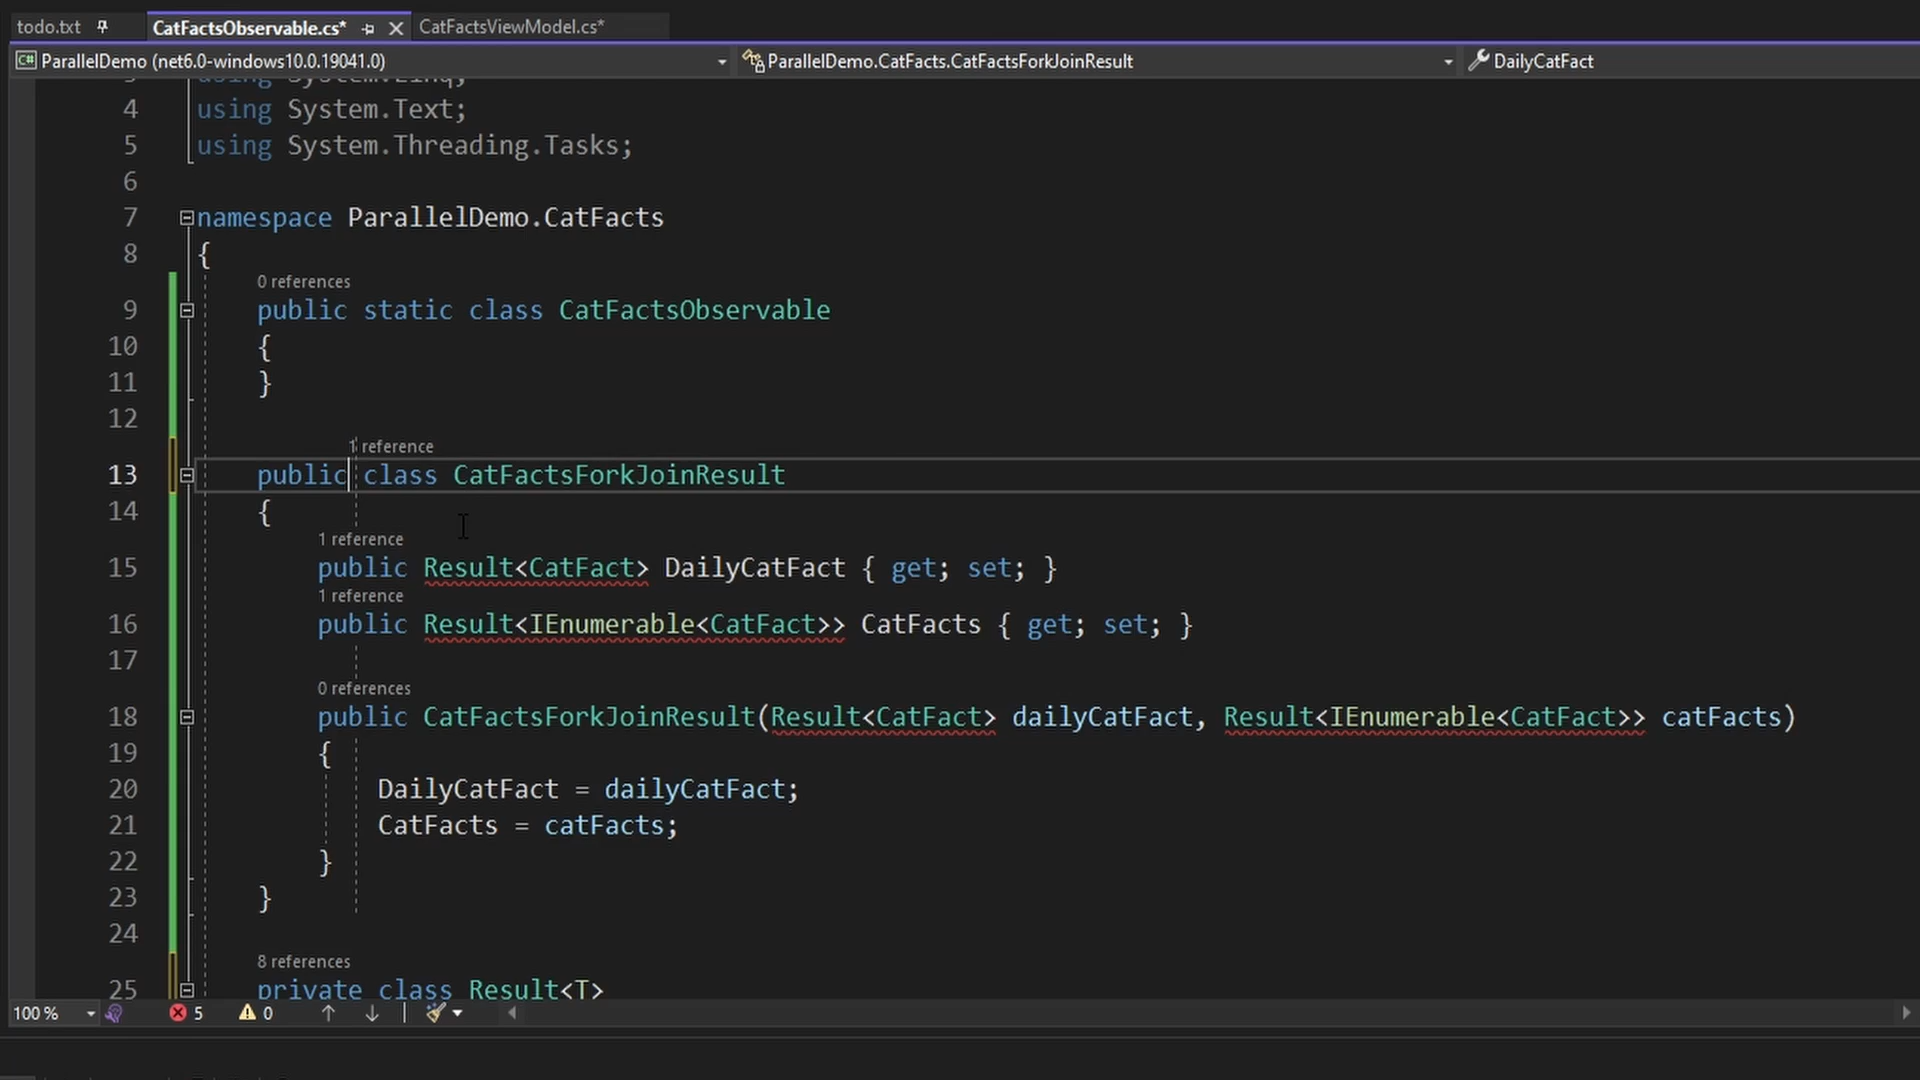 todo.txt CatFactsObservable.cs* CatFactsViewModel.cs*
C# ParallelDemo (net6.0-windows10.0.19041.0) ParallelDemo.CatFacts.CatFactsForkJoinResult DailyCatFact
using System.Linq;
4 using System.Text;
5 using System.Threading.Tasks;
6
7 namespace ParallelDemo.CatFacts
8 {
0 references
9 public static class CatFactsObservable
10 {
11 }
12
1 reference
13 public class CatFactsForkJoinResult
14 {
1 reference
15 public Result<CatFact> DailyCatFact { get; set; }
1 reference
16 public Result<IEnumerable<CatFact>> CatFacts { get; set; }
17
0 references
18 public CatFactsForkJoinResult(Result<CatFact> dailyCatFact, Result<IEnumerable<CatFact>> catFacts)
19 {
20 DailyCatFact = dailyCatFact;
21 CatFacts = catFacts;
22 }
23 }
24
8 references
25 private class Result<T>
100 % 5 0